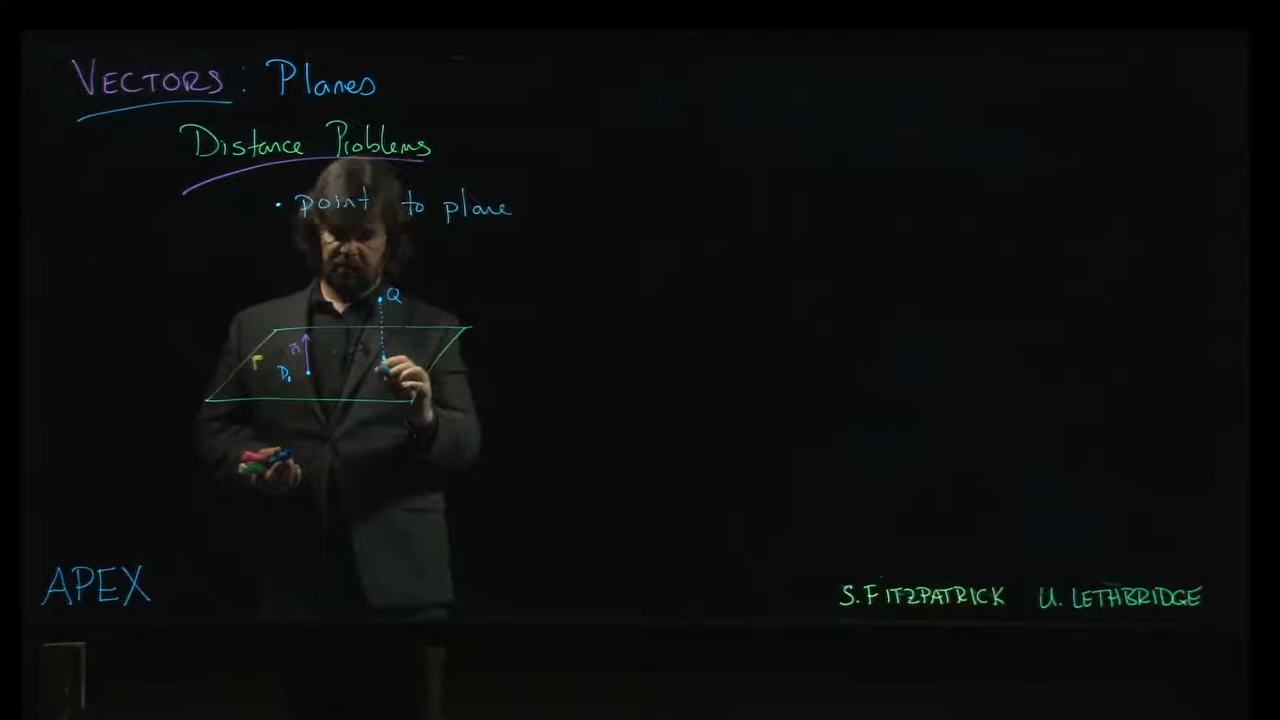 VECTORS: Planes
Distance Problems
• point to plane
Q
n⃗
P₀
APEX
S. FITZPATRICK U. LETHBRIDGE